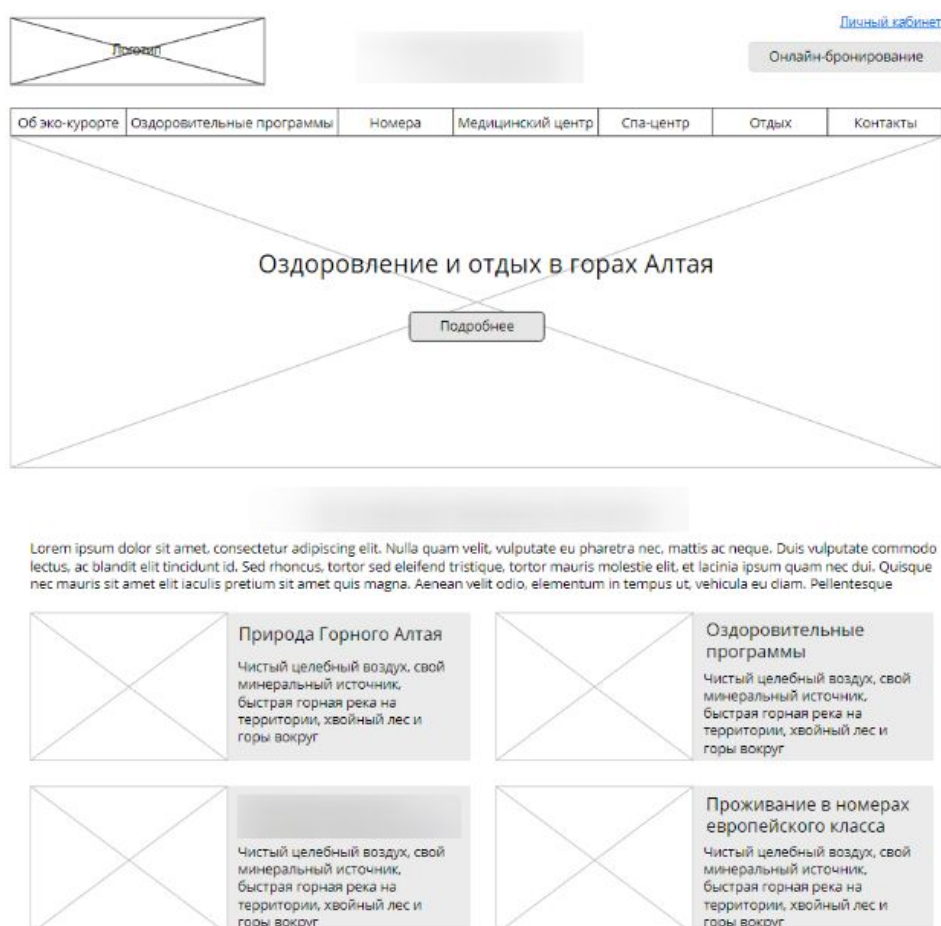 Личный кабинет
Логотип
Онлайн-бронирование
Об эко-курорте Оздоровительные программы Номера Медицинский центр Спа-центр Отдых Контакты
Оздоровление и отдых в горах Алтая
Подробнее
Lorem ipsum dolor sit amet, consectetur adipiscing elit. Nulla quam velit, vulputate eu pharetra nec, mattis ac neque. Duis vulputate commodo
lectus, ac blandit elit tincidunt id. Sed rhoncus, tortor sed eleifend tristique, tortor mauris molestie elit, et lacinia ipsum quam nec dui. Quisque
nec mauris sit amet elit iaculis pretium sit amet quis magna. Aenean velit odio, elementum in tempus ut, vehicula eu diam. Pellentesque
Природа Горного Алтая
Чистый целебный воздух, свой
минеральный источник,
быстрая горная река на
территории, хвойный лес и
горы вокруг
Оздоровительные
программы
Чистый целебный воздух, свой
минеральный источник,
быстрая горная река на
территории, хвойный лес и
горы вокруг
Чистый целебный воздух, свой
минеральный источник,
быстрая горная река на
территории, хвойный лес и
горы вокруг
Проживание в номерах
европейского класса
Чистый целебный воздух, свой
минеральный источник,
быстрая горная река на
территории, хвойный лес и
горы вокруг